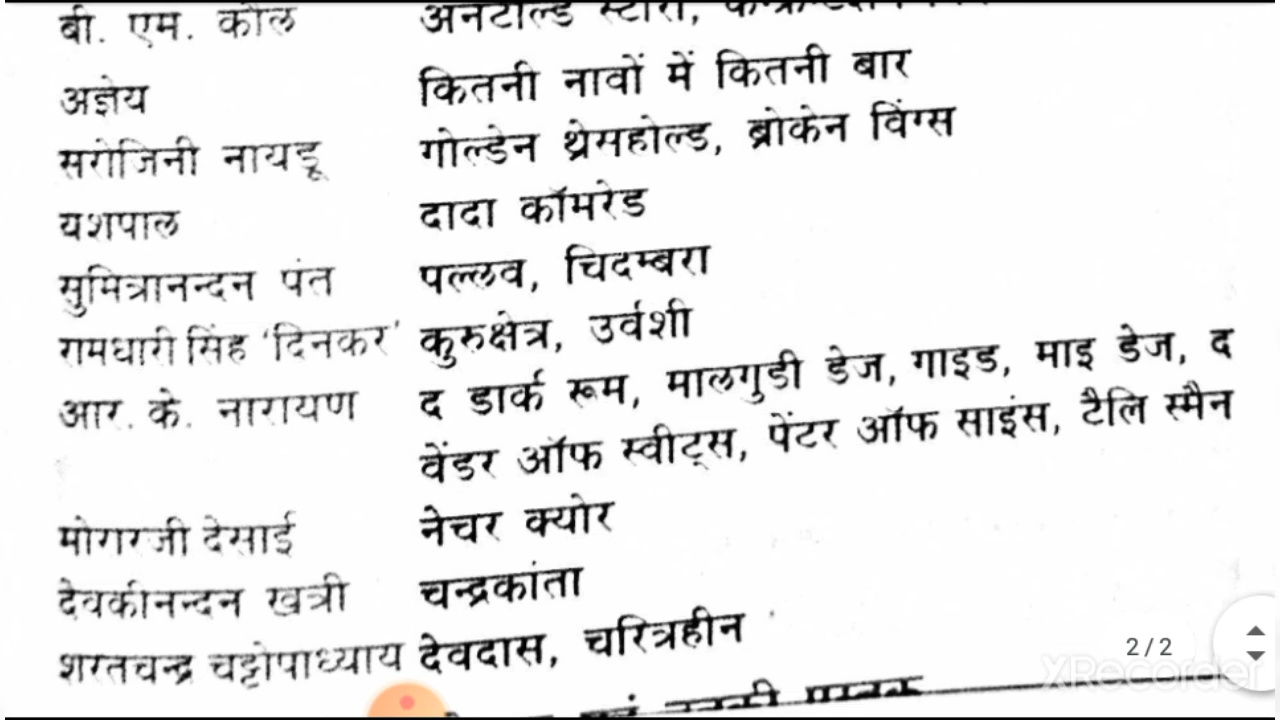 बी. एम. कौल अनटोल्ड स्टोरी,
अज्ञेय कितनी नावों में कितनी बार
सरोजिनी नायडू गोल्डेन थ्रेसहोल्ड, ब्रोकेन विंग्स
यशपाल दादा कॉमरेड
सुमित्रानन्दन पंत पल्लव, चिदम्बरा
रामधारी सिंह 'दिनकर' कुरुक्षेत्र, उर्वशी
आर. के. नारायण द डार्क रूम, मालगुडी डेज, गाइड, माइ डेज, द
वेंडर ऑफ स्वीट्स, पेंटर ऑफ साइंस, टैलि स्मैन
मोरारजी देसाई नेचर क्योर
देवकीनन्दन खत्री चन्द्रकांता
शरतचन्द्र चट्टोपाध्याय देवदास, चरित्रहीन
2/2
XRecorder